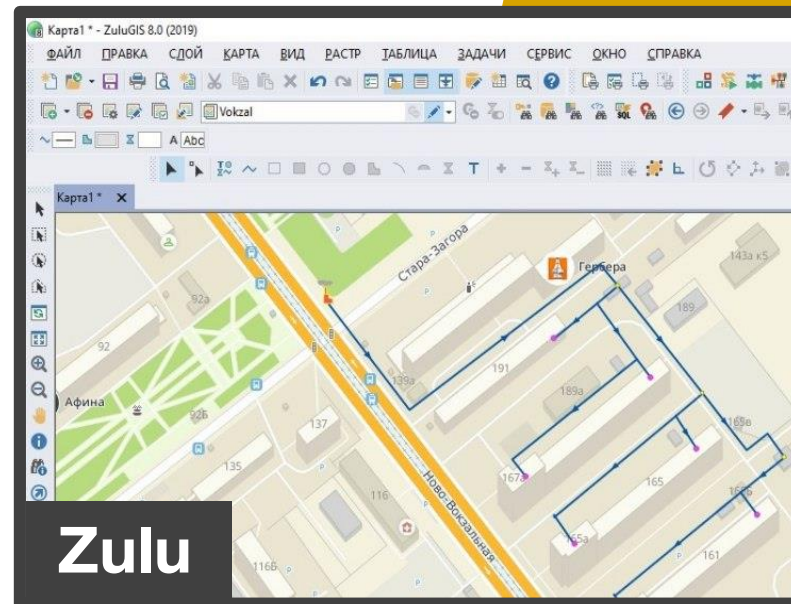 Карта1 * - ZuluGIS 8.0 (2019)
ФАЙЛ ПРАВКА СЛОЙ КАРТА ВИД РАСТР ТАБЛИЦА ЗАДАЧИ СЕРВИС ОКНО СПРАВКА
Vokzal
SQL
A Abc
Карта1 * X
Стара-Загора
Гербера
143а к5
92а
189
92
139а
191
189а
Афина
92Б
137
165в
135
167а
165
116
Ново-Вокзальная
165Б
165а
161
116Б
Zulu